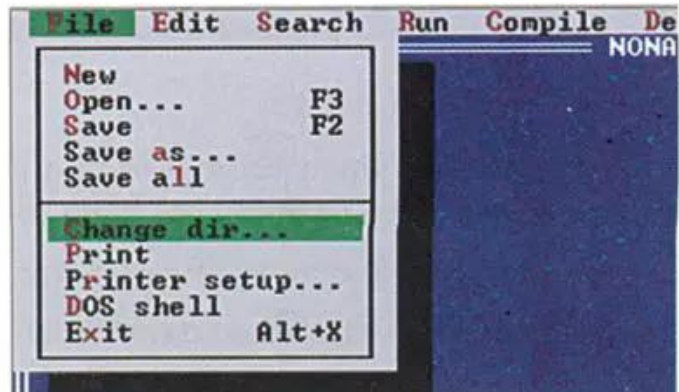 File Edit Search Run Compile De
NONA
New
Open... F3
Save F2
Save as...
Save all
Change dir...
Print
Printer setup...
DOS shell
Exit Alt+X